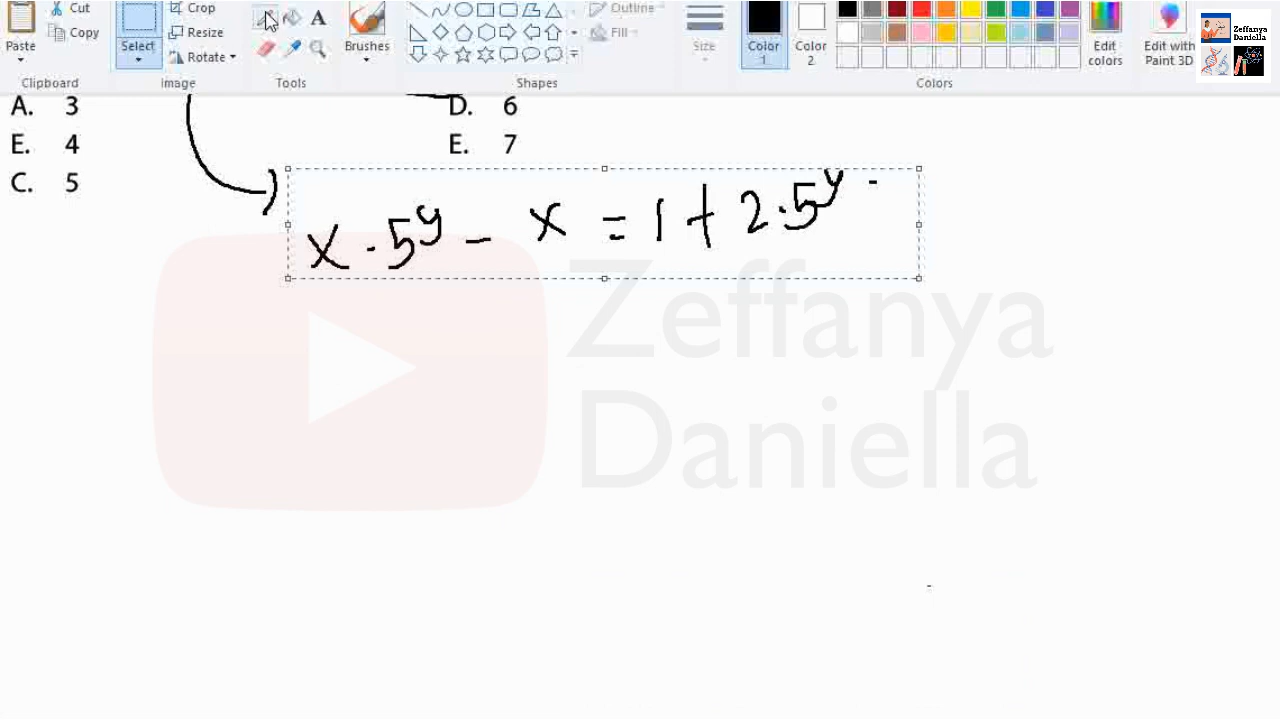 Cut
Copy
Paste
Clipboard
Crop
Resize
Rotate
Select
Image
Tools
Brushes
Shapes
Outline
Fill
Size
Color 1
Color 2
Edit colors
Colors
Edit with Paint 3D
Zeffanya Daniella
A. 3
D. 6
E. 4
E. 7
C. 5
x · 5^y - x = 1 + 2 · 5^y -
Zeffanya
Daniella